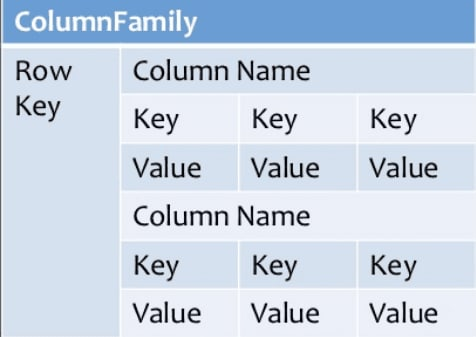 ColumnFamily
Row Key
Column Name
Key Key Key
Value Value Value
Column Name
Key Key Key
Value Value Value